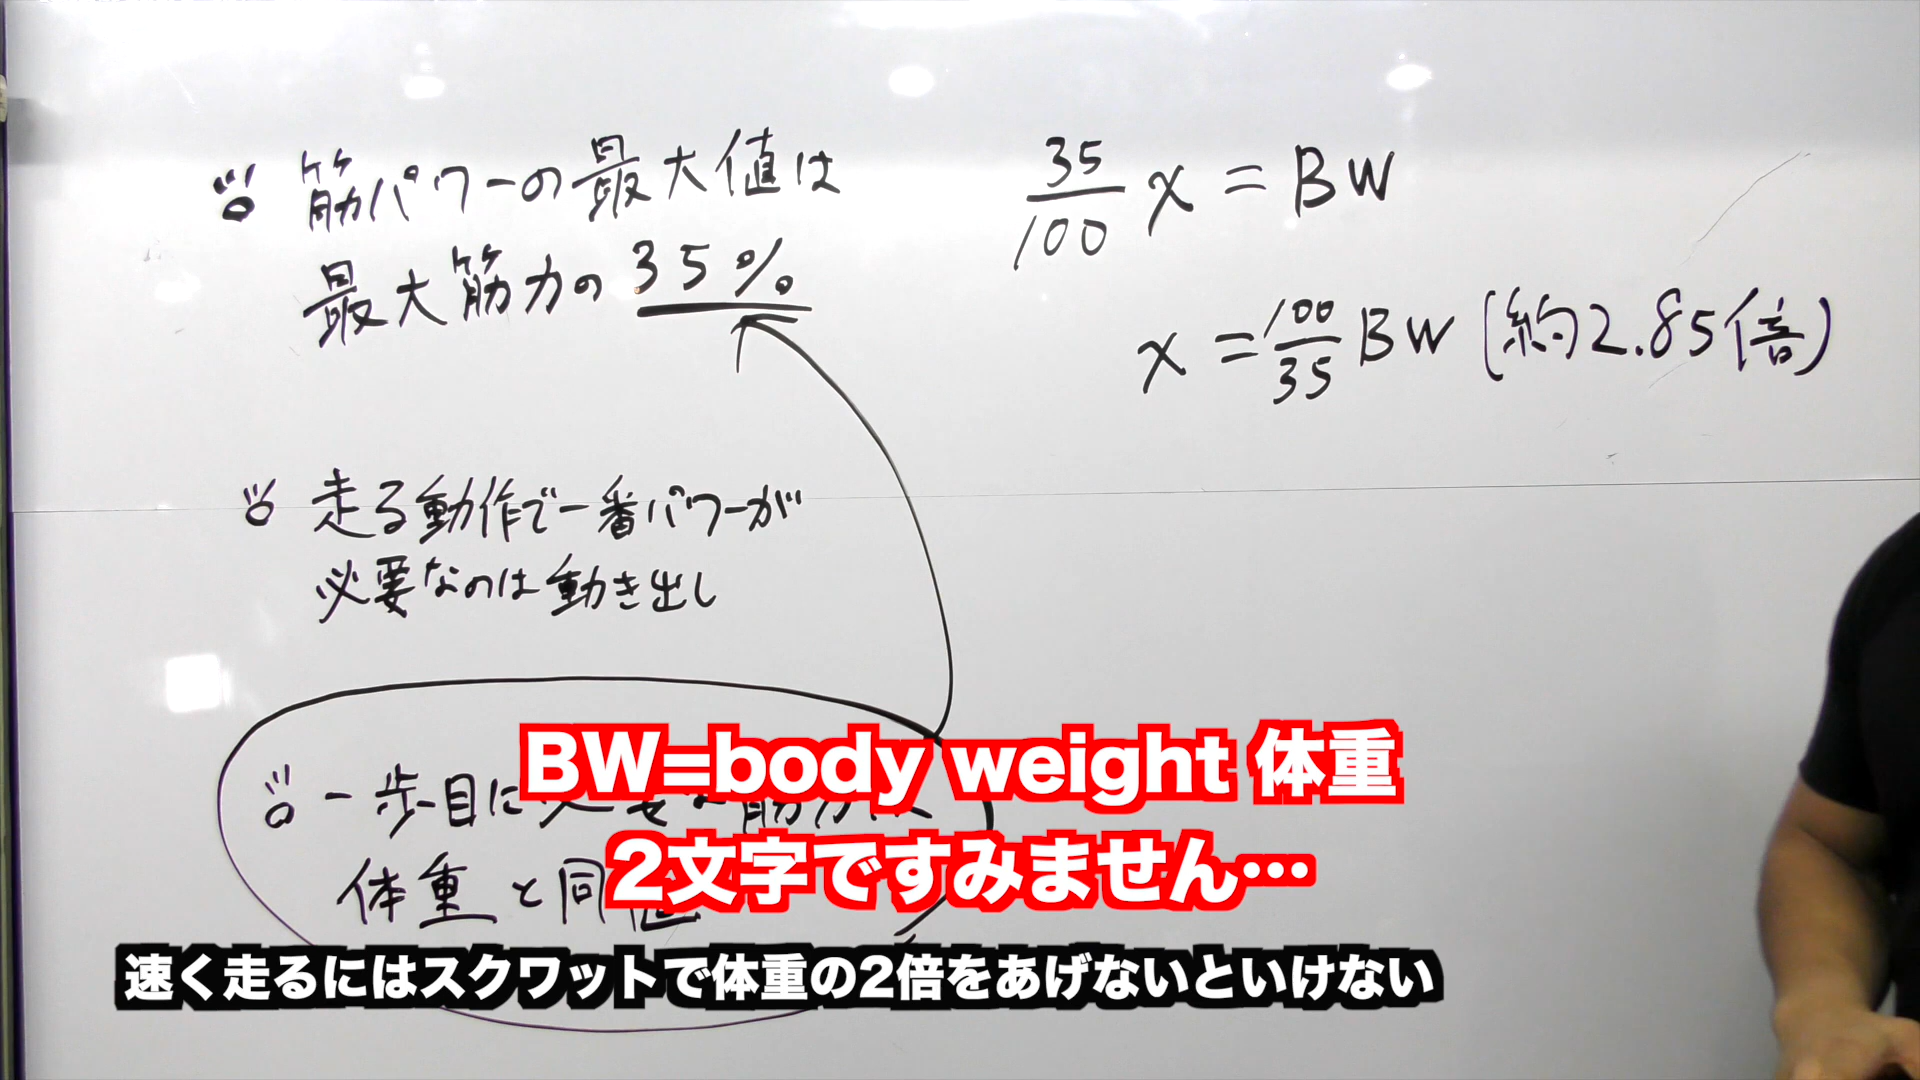 筋パワーの最大値は
最大筋力の35%
走る動作で一番パワーが
必要なのは動き出し
一歩目に
体重と同
35/100 x = BW
x = 100/35 BW (約2.85倍)
BW=body weight 体重
2文字ですみません…
速く走るにはスクワットで体重の2倍をあげないといけない